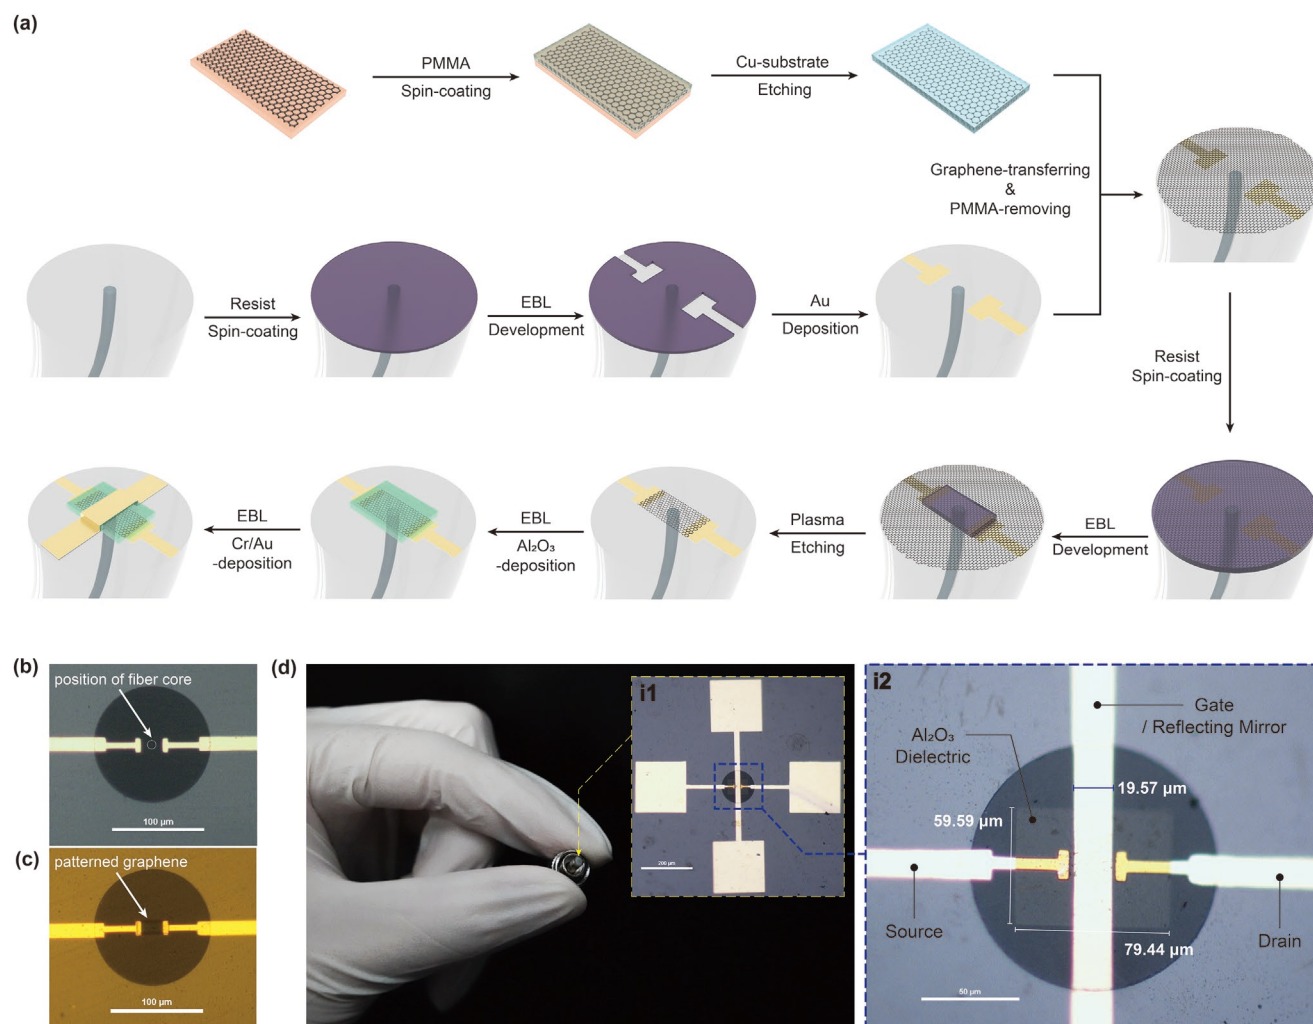 (a)
PMMA
Spin-coating
Cu-substrate
Etching
Graphene-transferring
&
PMMA-removing
Resist
Spin-coating
EBL
Development
Au
Deposition
Resist
Spin-coating
EBL
Cr/Au
-deposition
EBL
Al₂O₃
-deposition
Plasma
Etching
EBL
Development
(b)
position of fiber core
100 µm
(c)
patterned graphene
100 µm
(d)
i1
200 µm
i2
Gate
/ Reflecting Mirror
Al₂O₃
Dielectric
19.57 µm
59.59 µm
Source
79.44 µm
Drain
50 µm